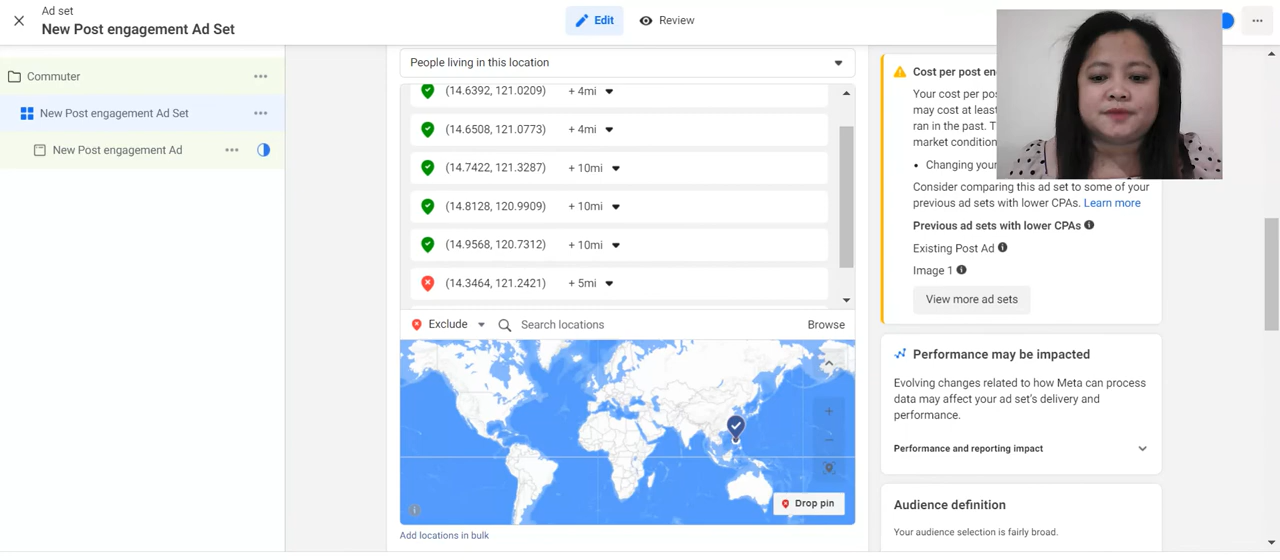 Ad set
New Post engagement Ad Set
Edit
Review
Commuter
New Post engagement Ad Set
New Post engagement Ad
People living in this location
(14.6392, 121.0209) + 4mi
(14.6508, 121.0773) + 4mi
(14.7422, 121.3287) + 10mi
(14.8128, 120.9909) + 10mi
(14.9568, 120.7312) + 10mi
(14.3464, 121.2421) + 5mi
Exclude
Search locations
Browse
Drop pin
Add locations in bulk
Cost per post en
Your cost per pos
may cost at least
ran in the past. T
market condition
• Changing your
Consider comparing this ad set to some of your
previous ad sets with lower CPAs. Learn more
Previous ad sets with lower CPAs
Existing Post Ad
Image 1
View more ad sets
Performance may be impacted
Evolving changes related to how Meta can process
data may affect your ad set's delivery and
performance.
Performance and reporting impact
Audience definition
Your audience selection is fairly broad.